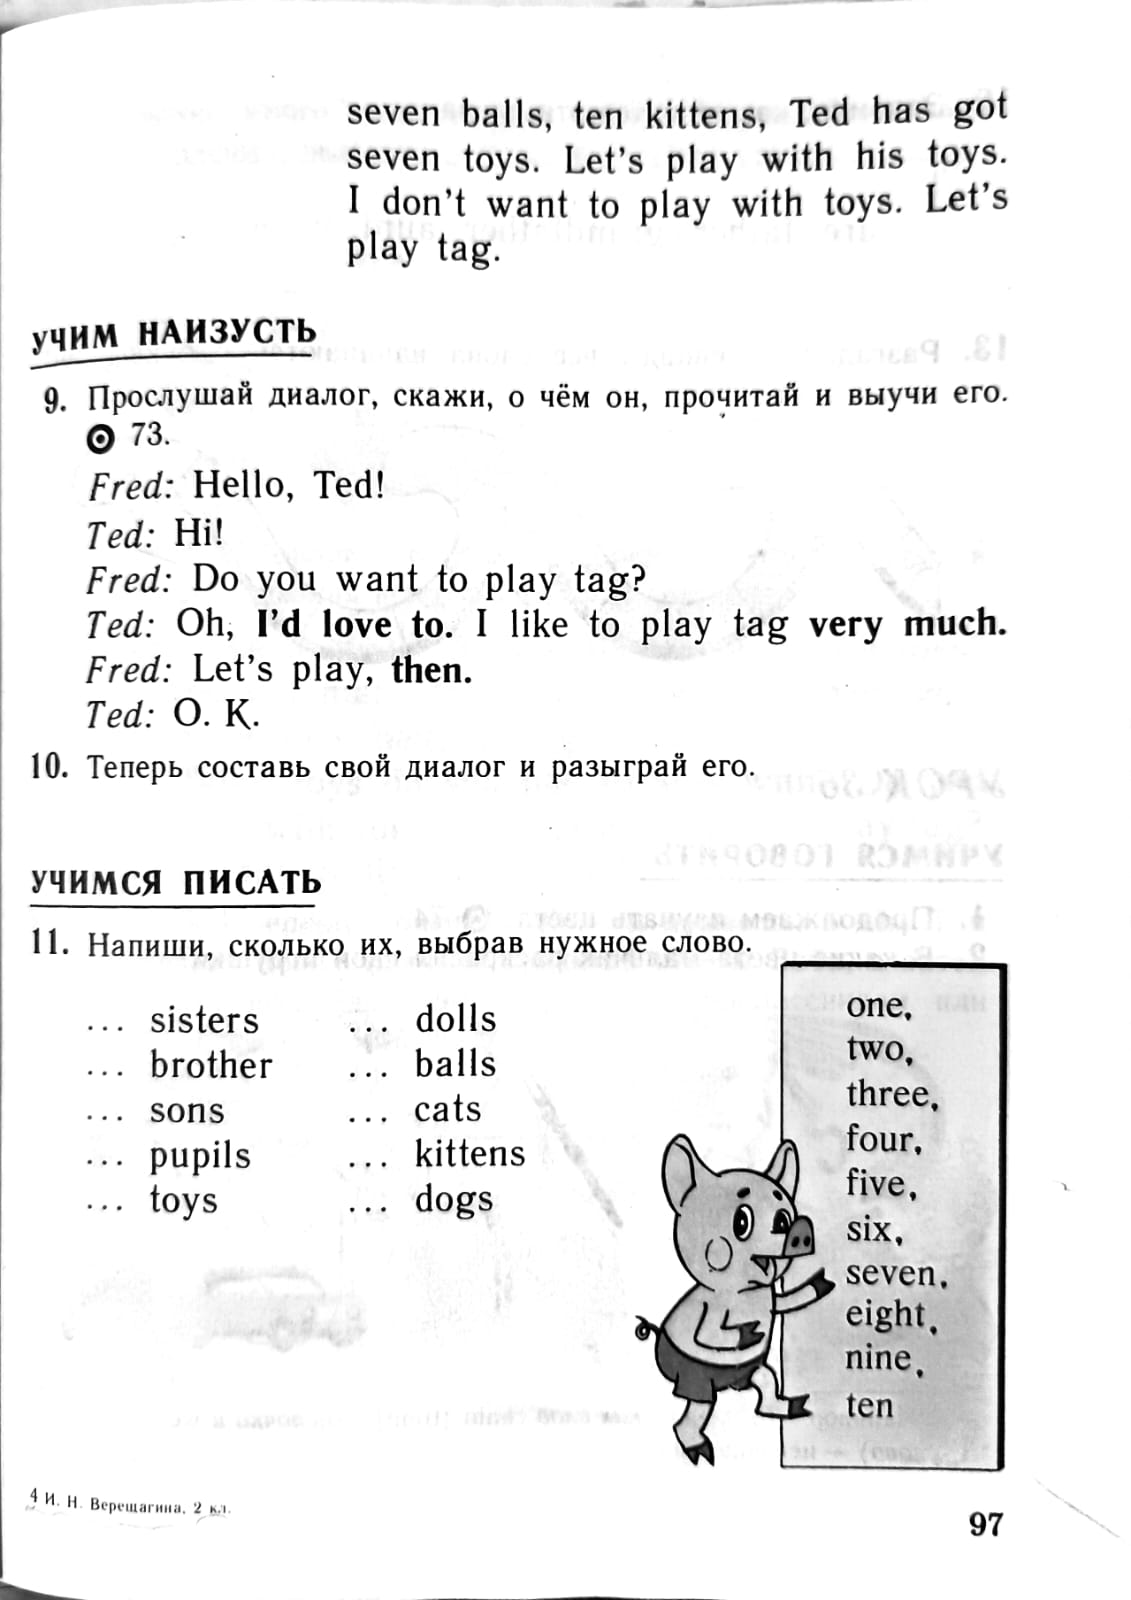 seven balls, ten kittens, Ted has got
seven toys. Let's play with his toys.
I don't want to play with toys. Let's
play tag.
УЧИМ НАИЗУСТЬ
9. Прослушай диалог, скажи, о чём он, прочитай и выучи его.
73.
Fred: Hello, Ted!
Ted: Hi!
Fred: Do you want to play tag?
Ted: Oh, I'd love to. I like to play tag very much.
Fred: Let's play, then.
Ted: O. K.
10. Теперь составь свой диалог и разыграй его.
УЧИМСЯ ПИСАТЬ
11. Напиши, сколько их, выбрав нужное слово.
... sisters
... brother
... sons
... pupils
... toys
... dolls
... balls
... cats
... kittens
... dogs
one,
two,
three,
four,
five,
six,
seven,
eight,
nine,
ten
4 И. Н. Верещагина, 2 кл.
97